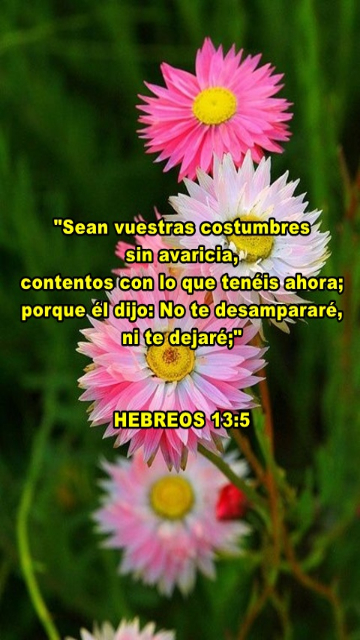 "Sean vuestras costumbres
sin avaricia,
contentos con lo que tenéis ahora;
porque él dijo: No te desampararé,
ni te dejaré;"
HEBREOS 13:5